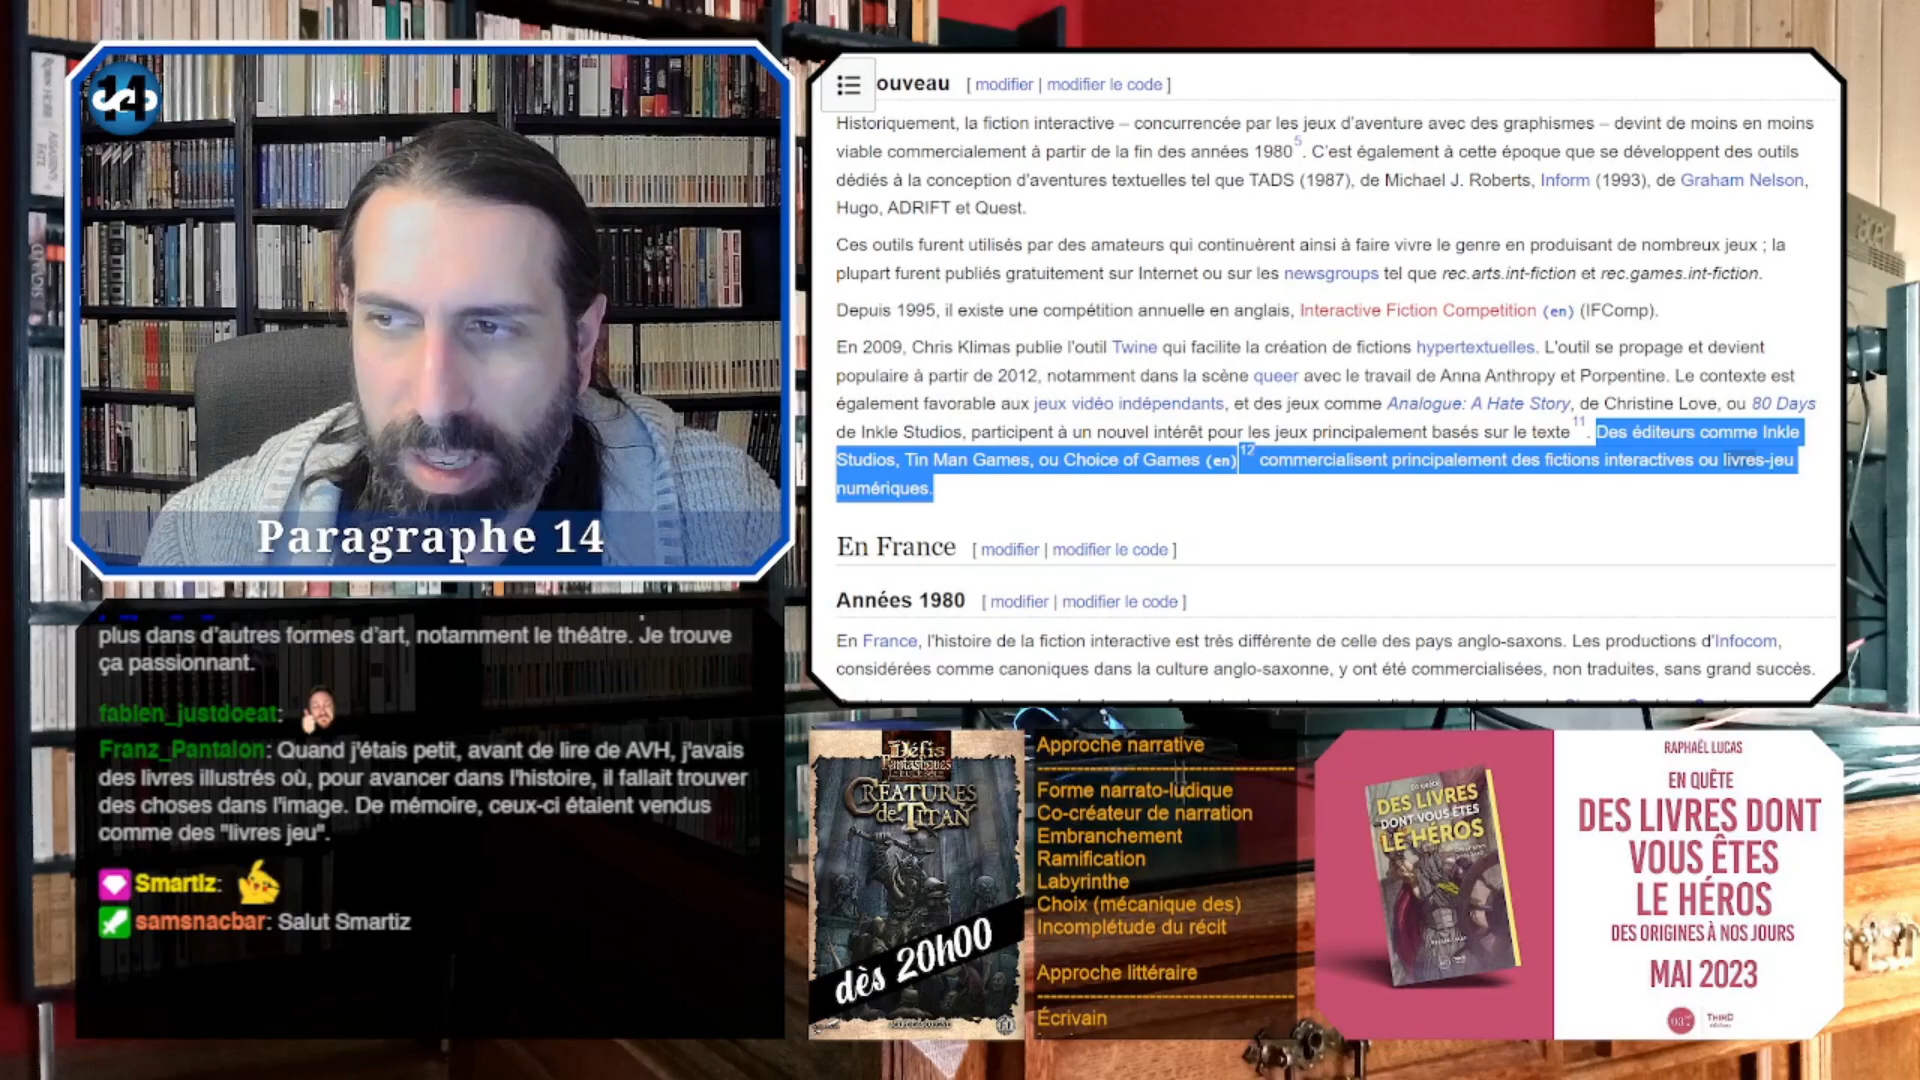 14
Paragraphe 14
ouveau [ modifier | modifier le code ]
Historiquement, la fiction interactive – concurrencée par les jeux d'aventure avec des graphismes – devint de moins en moins
viable commercialement à partir de la fin des années 1980 5. C'est également à cette époque que se développent des outils
dédiés à la conception d'aventures textuelles tel que TADS (1987), de Michael J. Roberts, Inform (1993), de Graham Nelson,
Hugo, ADRIFT et Quest.
Ces outils furent utilisés par des amateurs qui continuèrent ainsi à faire vivre le genre en produisant de nombreux jeux ; la
plupart furent publiés gratuitement sur Internet ou sur les newsgroups tel que rec.arts.int-fiction et rec.games.int-fiction.
Depuis 1995, il existe une compétition annuelle en anglais, Interactive Fiction Competition (en) (IFComp).
En 2009, Chris Klimas publie l'outil Twine qui facilite la création de fictions hypertextuelles. L'outil se propage et devient
populaire à partir de 2012, notamment dans la scène queer avec le travail de Anna Anthropy et Porpentine. Le contexte est
également favorable aux jeux vidéo indépendants, et des jeux comme Analogue: A Hate Story, de Christine Love, ou 80 Days
de Inkle Studios, participent à un nouvel intérêt pour les jeux principalement basés sur le texte 11. Des éditeurs comme Inkle
Studios, Tin Man Games, ou Choice of Games (en) 12 commercialisent principalement des fictions interactives ou livres-jeu
numériques.
En France [ modifier | modifier le code ]
Années 1980 [ modifier | modifier le code ]
En France, l'histoire de la fiction interactive est très différente de celle des pays anglo-saxons. Les productions d'Infocom,
considérées comme canoniques dans la culture anglo-saxonne, y ont été commercialisées, non traduites, sans grand succès.
plus dans d'autres formes d'art, notamment le théâtre. Je trouve
ça passionnant.
fabien_justdoeat:
Franz_Pantalon: Quand j'étais petit, avant de lire de AVH, j'avais
des livres illustrés où, pour avancer dans l'histoire, il fallait trouver
des choses dans l'image. De mémoire, ceux-ci étaient vendus
comme des "livres jeu".
Smartiz:
samsnacbar: Salut Smartiz
Défis
Fantastiques
CRÉATURES
de TITAN
dès 20h00
Approche narrative
Forme narrato-ludique
Co-créateur de narration
Embranchement
Ramification
Labyrinthe
Choix (mécanique des)
Incomplétude du récit
Approche littéraire
Écrivain
DES LIVRES
DONT VOUS ÊTES
LE HÉROS
RAPHAËL LUCAS
EN QUÊTE
DES LIVRES DONT
VOUS ÊTES
LE HÉROS
DES ORIGINES À NOS JOURS
MAI 2023
THIRD
éditions